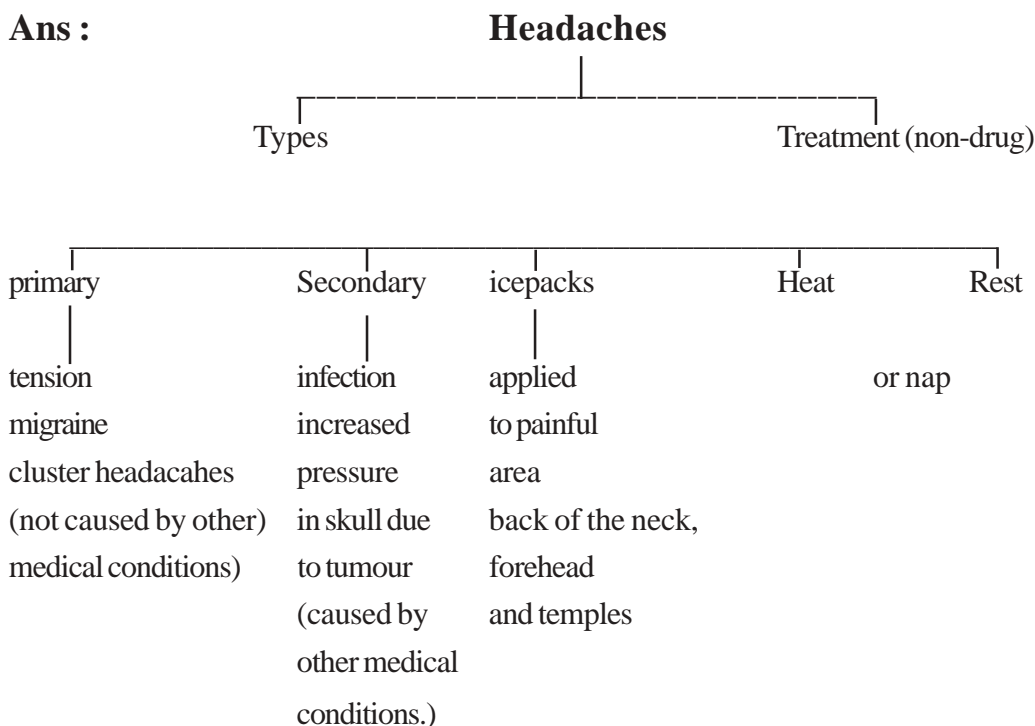 Ans : Headaches
Types Treatment (non-drug)
primary Secondary icepacks Heat Rest
tension infection applied or nap
migraine increased to painful
cluster headacahes pressure area
(not caused by other) in skull due back of the neck,
medical conditions) to tumour forehead
(caused by and temples
other medical
conditions.)